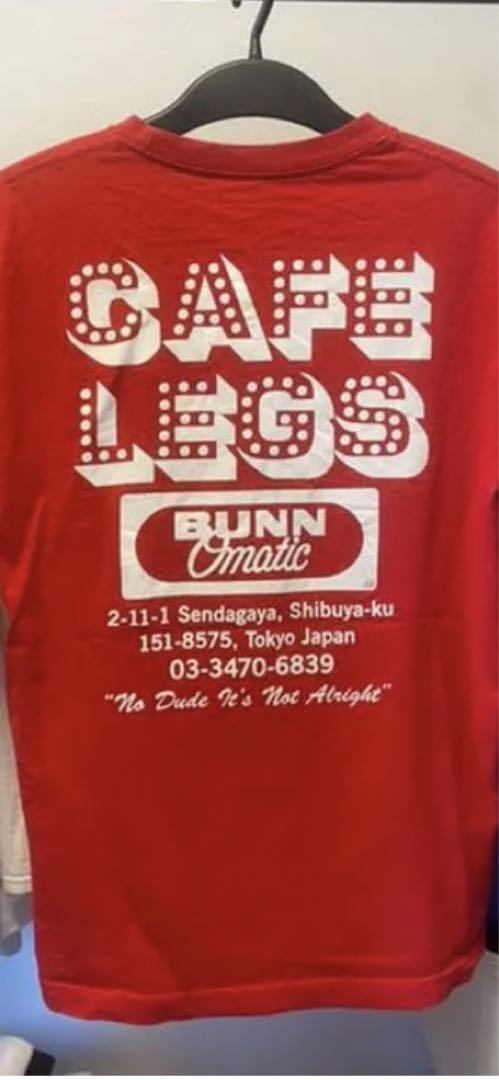 CAFE
LEGS
BUNN
Omatic
2-11-1 Sendagaya, Shibuya-ku
151-8575, Tokyo Japan
03-3470-6839
"No Dude It's Not Alright"